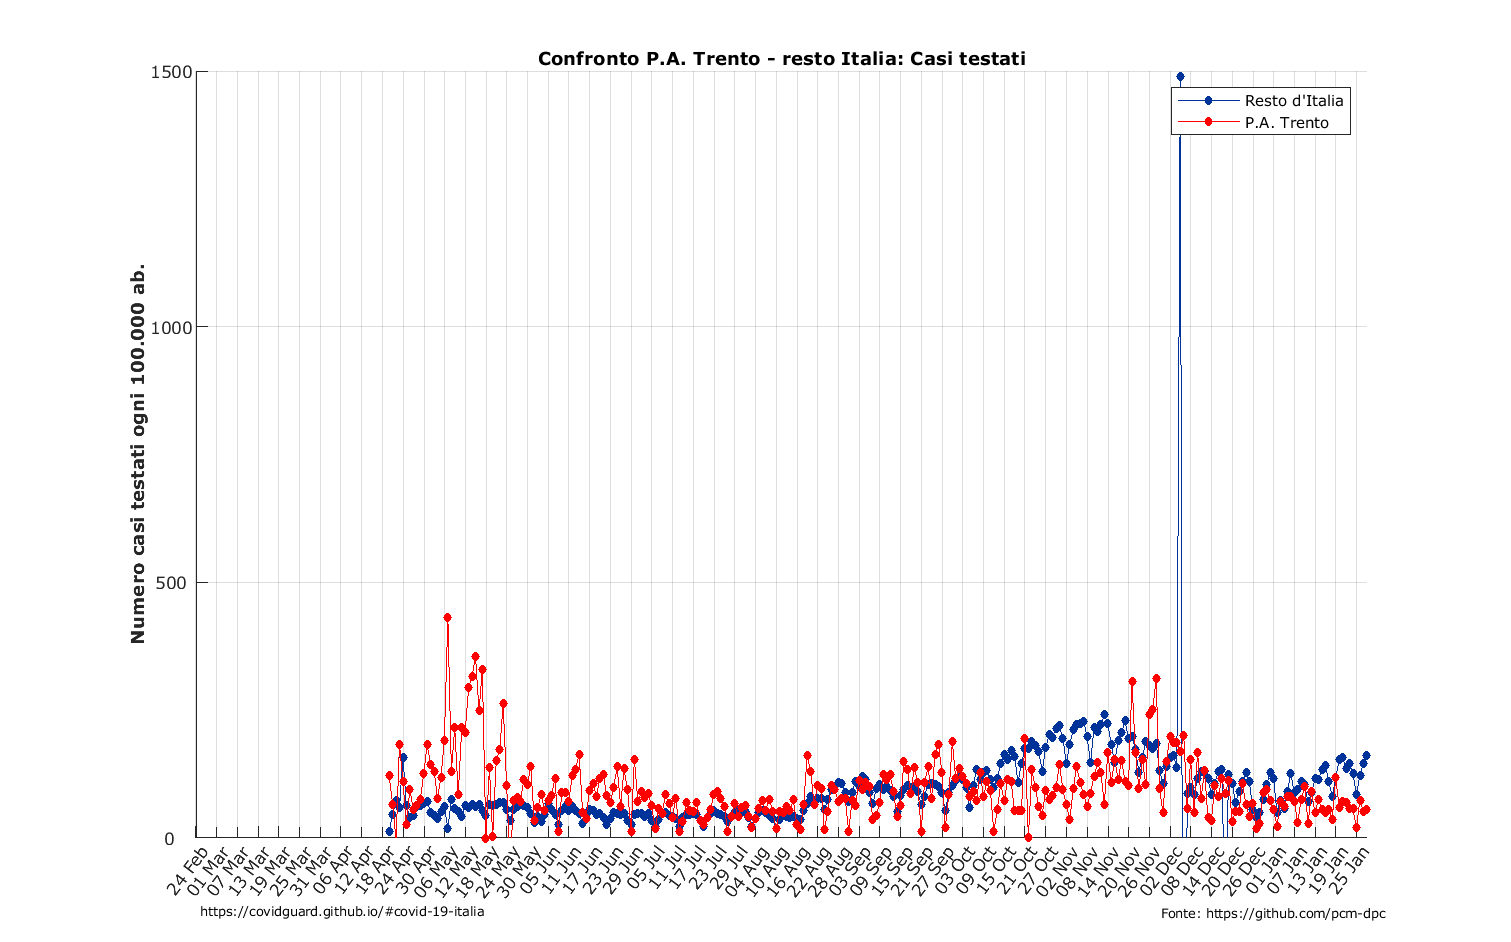 Confronto P.A. Trento - resto Italia: Casi testati
Numero casi testati ogni 100.000 ab.
1500
1000
500
0
Resto d'Italia
P.A. Trento
24 Feb
01 Mar
07 Mar
13 Mar
19 Mar
25 Mar
31 Mar
06 Apr
12 Apr
18 Apr
24 Apr
30 Apr
06 May
12 May
18 May
24 May
30 May
05 Jun
11 Jun
17 Jun
23 Jun
29 Jun
05 Jul
11 Jul
17 Jul
23 Jul
29 Jul
04 Aug
10 Aug
16 Aug
22 Aug
28 Aug
03 Sep
09 Sep
15 Sep
21 Sep
27 Sep
03 Oct
09 Oct
15 Oct
21 Oct
27 Oct
02 Nov
08 Nov
14 Nov
20 Nov
26 Nov
02 Dec
08 Dec
14 Dec
20 Dec
26 Dec
01 Jan
07 Jan
13 Jan
19 Jan
25 Jan
https://covidguard.github.io/#covid-19-italia
Fonte: https://github.com/pcm-dpc